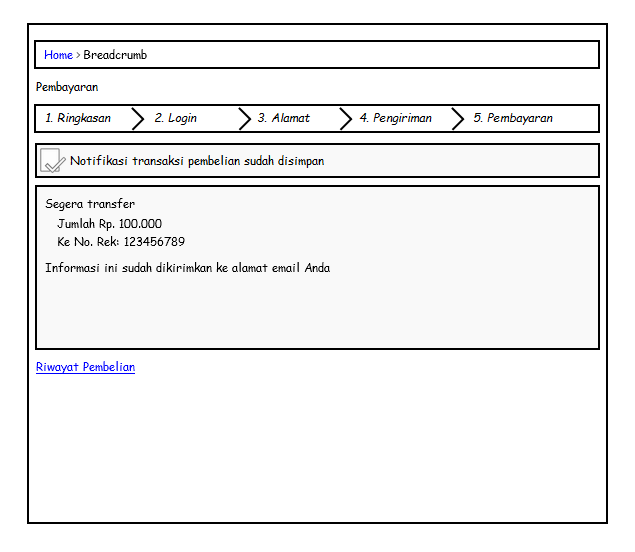 Home > Breadcrumb
Pembayaran
1. Ringkasan 2. Login 3. Alamat 4. Pengiriman 5. Pembayaran
Notifikasi transaksi pembelian sudah disimpan
Segera transfer
Jumlah Rp. 100.000
Ke No. Rek: 123456789
Informasi ini sudah dikirimkan ke alamat email Anda
Riwayat Pembelian